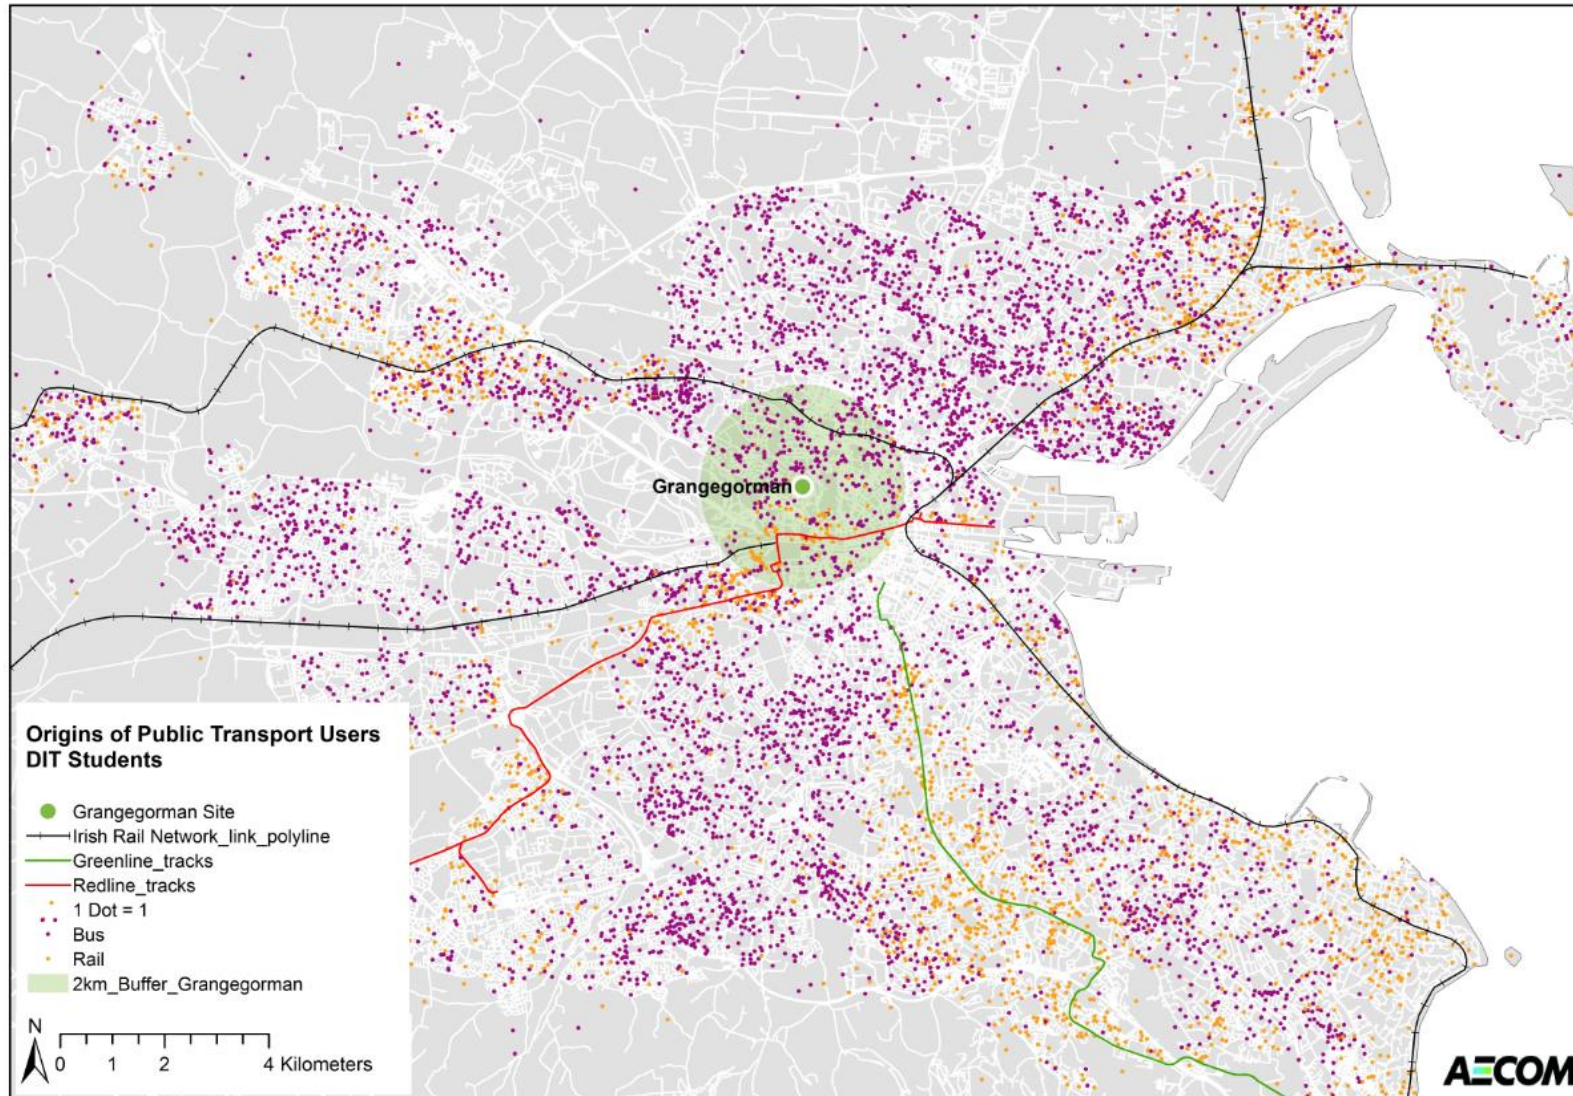 Grangegorman
Origins of Public Transport Users
DIT Students
Grangegorman Site
Irish Rail Network_link_polyline
Greenline_tracks
Redline_tracks
1 Dot = 1
Bus
Rail
2km_Buffer_Grangegorman
N
0 1 2 4 Kilometers
AECOM